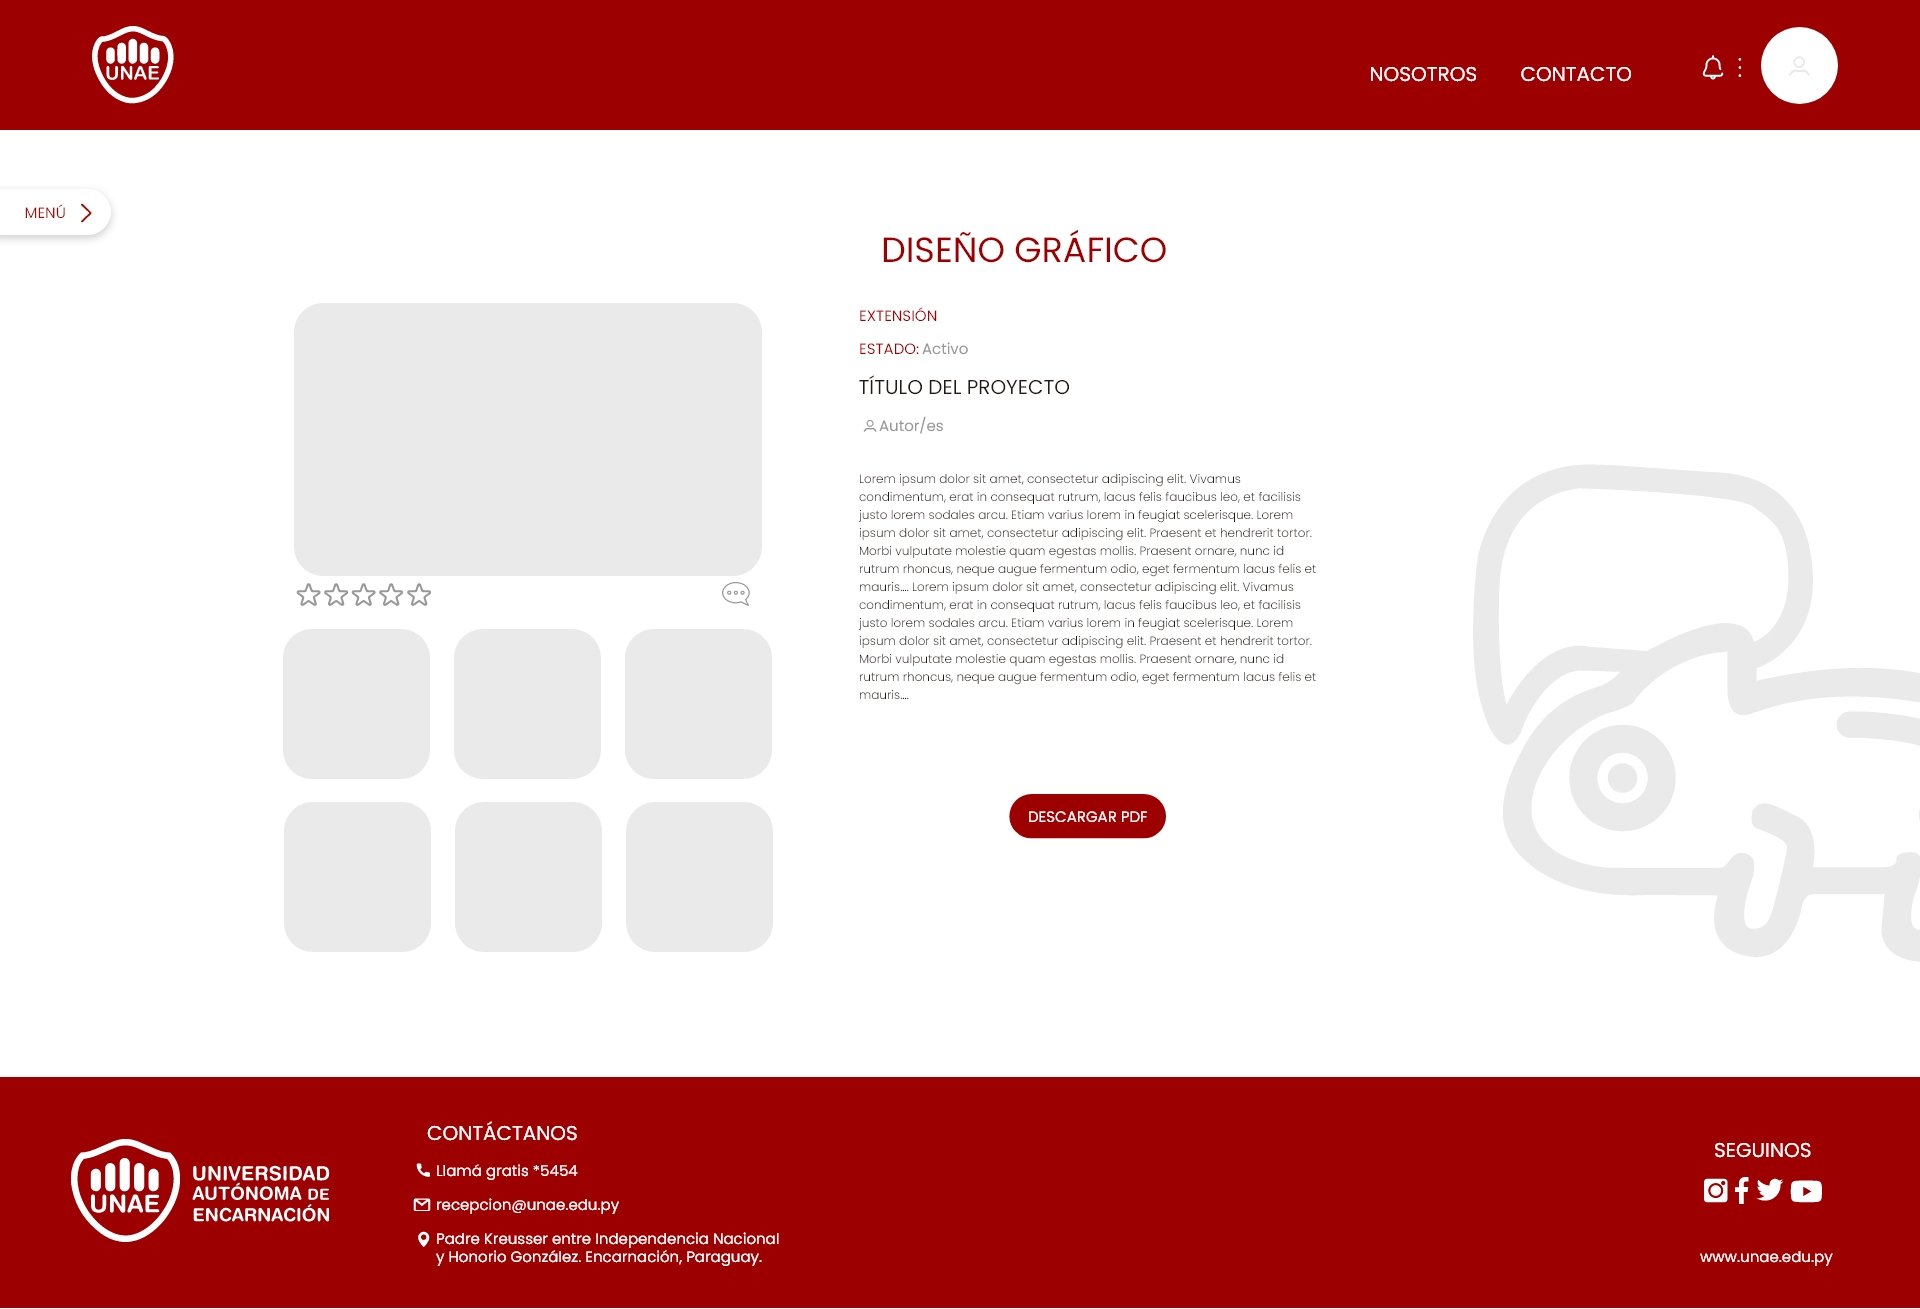 UNAE
NOSOTROS
CONTACTO
MENÚ
DISEÑO GRÁFICO
EXTENSIÓN
ESTADO: Activo
TÍTULO DEL PROYECTO
Autor/es
Lorem ipsum dolor sit amet, consectetur adipiscing elit. Vivamus
condimentum, erat in consequat rutrum, lacus felis faucibus leo, et facilisis
justo lorem sodales arcu. Etiam varius lorem in feugiat scelerisque. Lorem
ipsum dolor sit amet, consectetur adipiscing elit. Praesent et hendrerit tortor.
Morbi vulputate molestie quam egestas mollis. Praesent ornare, nunc id
rutrum rhoncus, neque augue fermentum odio, eget fermentum lacus felis et
mauris.... Lorem ipsum dolor sit amet, consectetur adipiscing elit. Vivamus
condimentum, erat in consequat rutrum, lacus felis faucibus leo, et facilisis
justo lorem sodales arcu. Etiam varius lorem in feugiat scelerisque. Lorem
ipsum dolor sit amet, consectetur adipiscing elit. Praesent et hendrerit tortor.
Morbi vulputate molestie quam egestas mollis. Praesent ornare, nunc id
rutrum rhoncus, neque augue fermentum odio, eget fermentum lacus felis et
mauris....
DESCARGAR PDF
UNAE
UNIVERSIDAD
AUTÓNOMA DE
ENCARNACIÓN
CONTÁCTANOS
Llamá gratis *5454
recepcion@unae.edu.py
Padre Kreusser entre Independencia Nacional
y Honorio González. Encarnación, Paraguay.
SEGUINOS
www.unae.edu.py